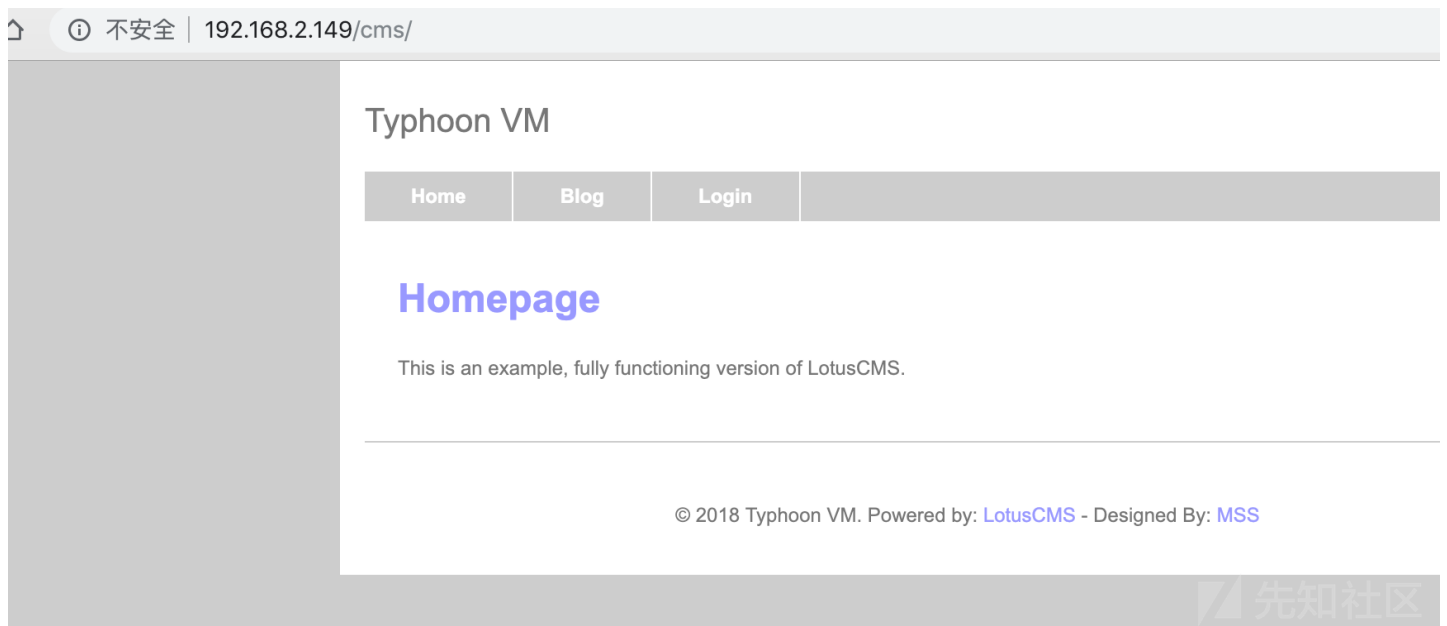 不安全 192.168.2.149/cms/
Typhoon VM
Home Blog Login
Homepage
This is an example, fully functioning version of LotusCMS.
© 2018 Typhoon VM. Powered by: LotusCMS - Designed By: MSS
先知社区